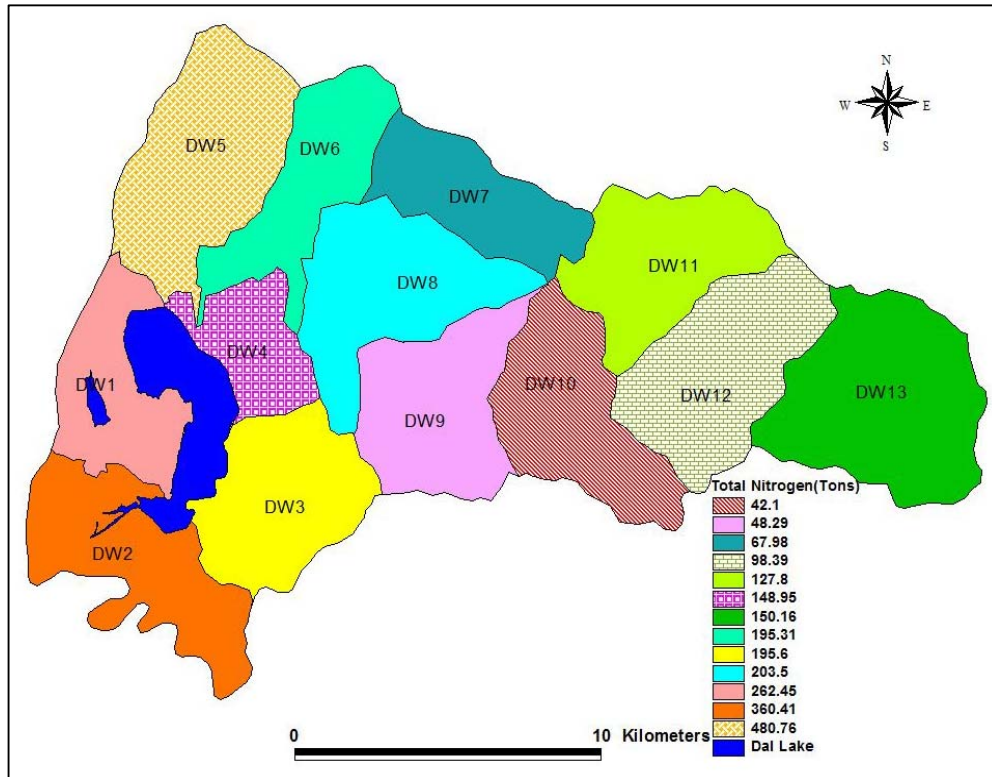 N
W E
S
DW5
DW6
DW7
DW11
DW8
DW4
DW1
DW10
DW12
DW13
DW9
DW3
DW2
Total Nitrogen(Tons)
42.1
48.29
67.98
98.39
127.8
148.95
150.16
195.31
195.6
203.5
262.45
360.41
480.76
Dal Lake
0 10 Kilometers